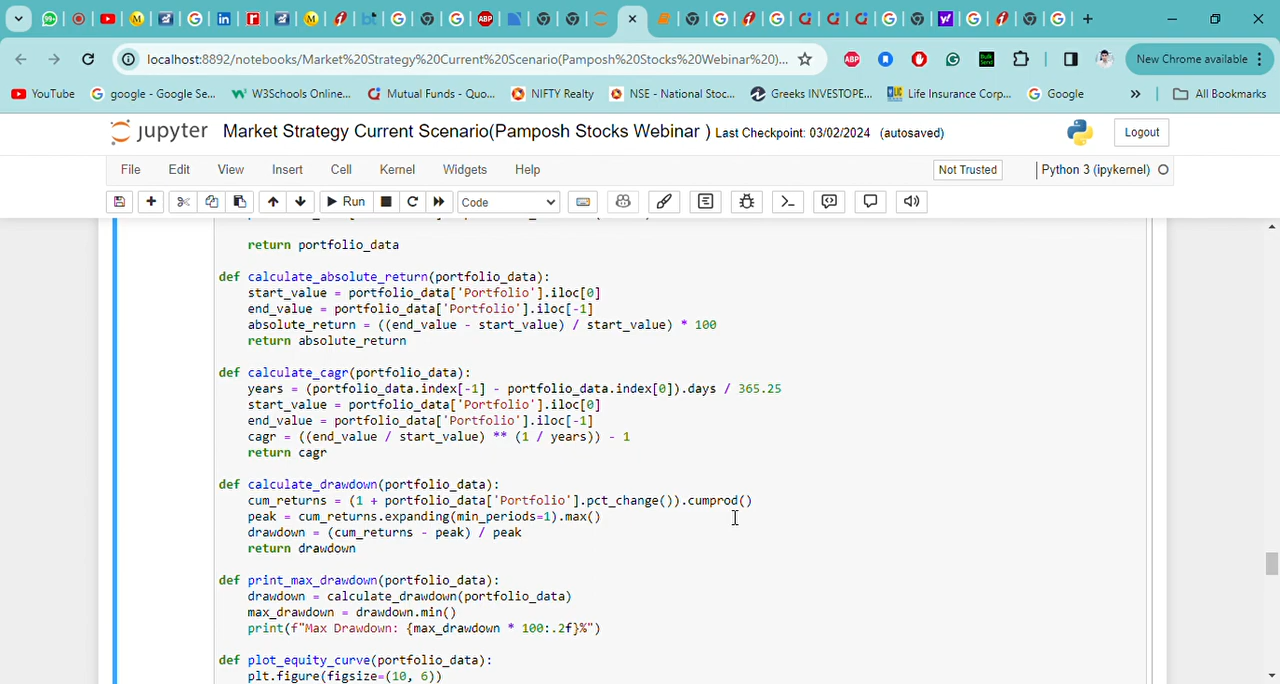 99+
ABP
y!
localhost:8892/notebooks/Market%20Strategy%20Current%20Scenario(Pamposh%20Stocks%20Webinar%20)...
ABP
New Chrome available
YouTube
google - Google Se...
W3Schools Online...
Mutual Funds - Quo...
NIFTY Realty
NSE - National Stoc...
Greeks INVESTOPE...
Life Insurance Corp...
Google
»
All Bookmarks
jupyter Market Strategy Current Scenario(Pamposh Stocks Webinar ) Last Checkpoint: 03/02/2024 (autosaved)
Logout
File Edit View Insert Cell Kernel Widgets Help
Not Trusted
Python 3 (ipykernel)
Run
Code
return portfolio_data
def calculate_absolute_return(portfolio_data):
start_value = portfolio_data['Portfolio'].iloc[0]
end_value = portfolio_data['Portfolio'].iloc[-1]
absolute_return = ((end_value - start_value) / start_value) * 100
return absolute_return
def calculate_cagr(portfolio_data):
years = (portfolio_data.index[-1] - portfolio_data.index[0]).days / 365.25
start_value = portfolio_data['Portfolio'].iloc[0]
end_value = portfolio_data['Portfolio'].iloc[-1]
cagr = ((end_value / start_value) ** (1 / years)) - 1
return cagr
def calculate_drawdown(portfolio_data):
cum_returns = (1 + portfolio_data['Portfolio'].pct_change()).cumprod()
peak = cum_returns.expanding(min_periods=1).max()
drawdown = (cum_returns - peak) / peak
return drawdown
def print_max_drawdown(portfolio_data):
drawdown = calculate_drawdown(portfolio_data)
max_drawdown = drawdown.min()
print(f"Max Drawdown: {max_drawdown * 100:.2f}%")
def plot_equity_curve(portfolio_data):
plt.figure(figsize=(10, 6))